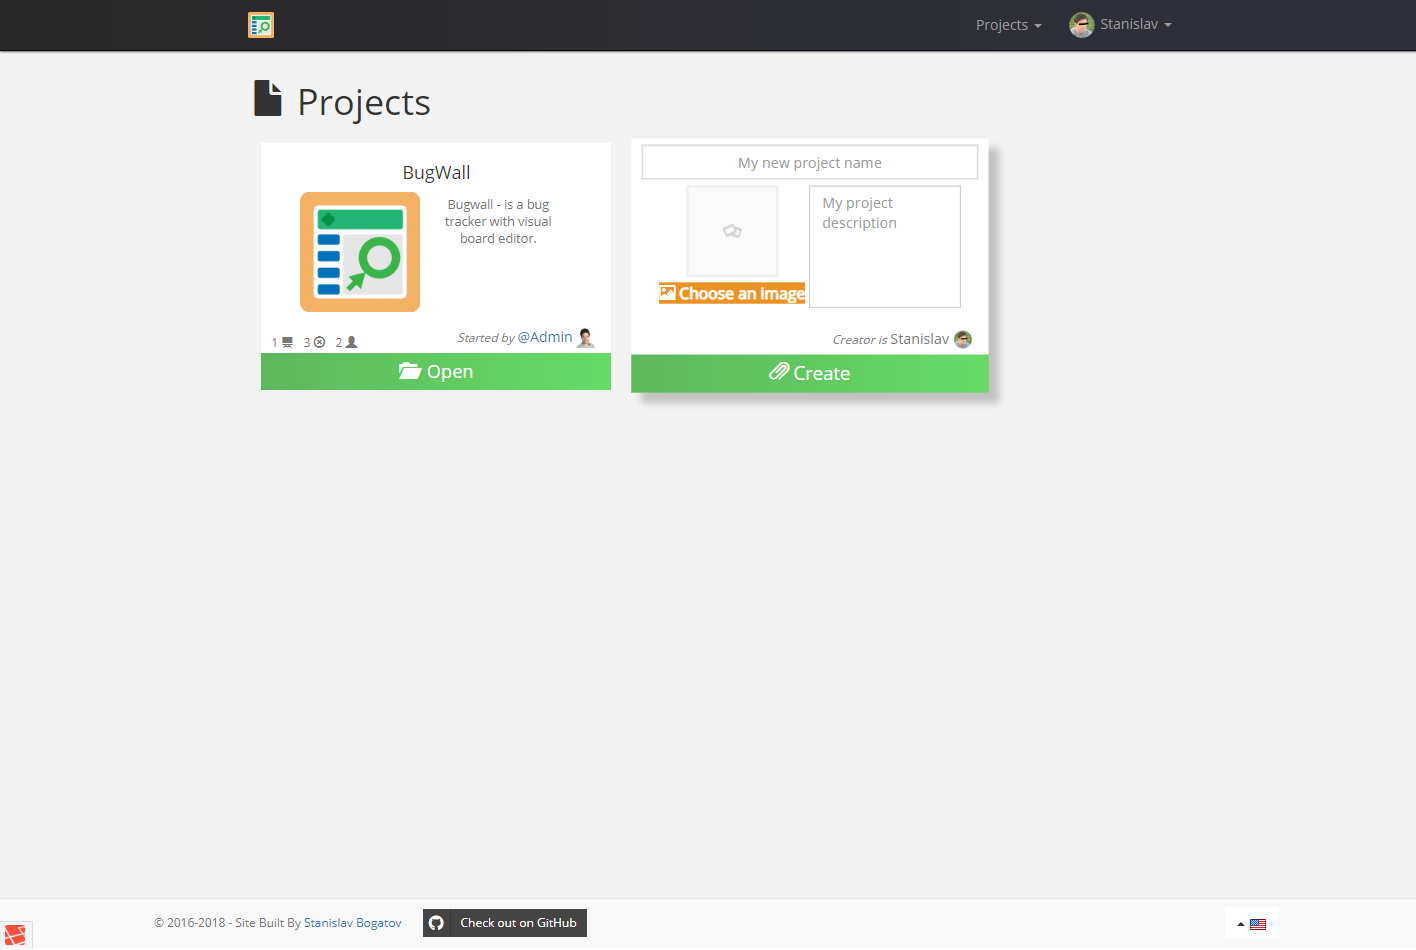 Projects
Stanislav
Projects
BugWall
Bugwall - is a bug
tracker with visual
board editor.
1 3 2
Started by @Admin
Open
My new project name
My project
description
Choose an image
Creator is Stanislav
Create
© 2016-2018 - Site Built By Stanislav Bogatov
Check out on GitHub